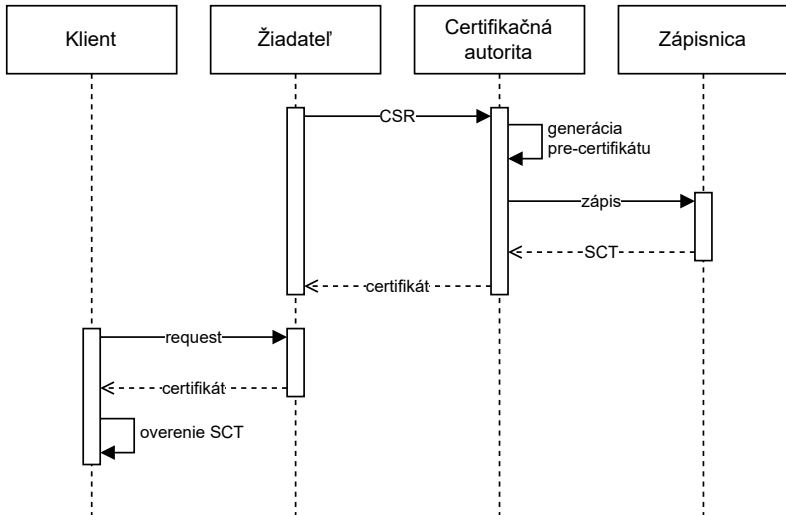 Klient
Žiadateľ
Certifikačná
autorita
Zápisnica
CSR
generácia
pre-certifikátu
zápis
SCT
certifikát
request
certifikát
overenie SCT